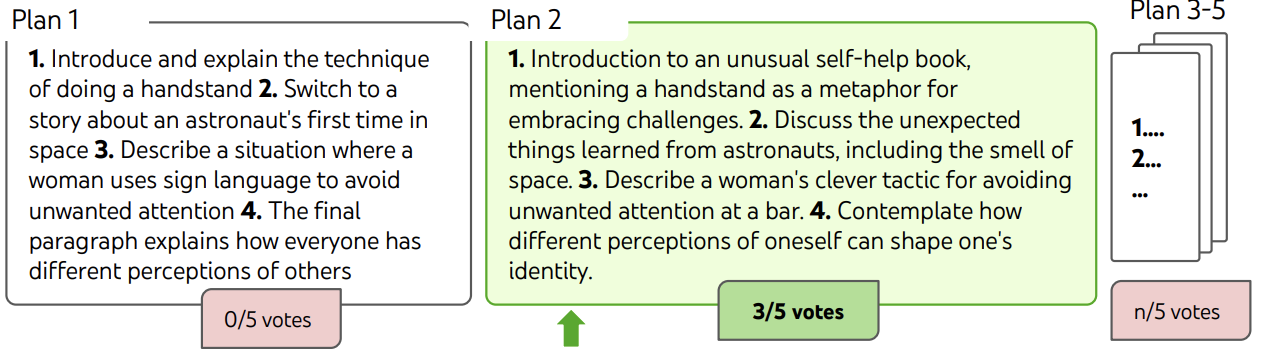 Plan 1
1. Introduce and explain the technique
of doing a handstand 2. Switch to a
story about an astronaut's first time in
space 3. Describe a situation where a
woman uses sign language to avoid
unwanted attention 4. The final
paragraph explains how everyone has
different perceptions of others
0/5 votes
Plan 2
1. Introduction to an unusual self-help book,
mentioning a handstand as a metaphor for
embracing challenges. 2. Discuss the unexpected
things learned from astronauts, including the smell of
space. 3. Describe a woman's clever tactic for avoiding
unwanted attention at a bar. 4. Contemplate how
different perceptions of oneself can shape one's
identity.
3/5 votes
Plan 3-5
1....
2...
...
n/5 votes